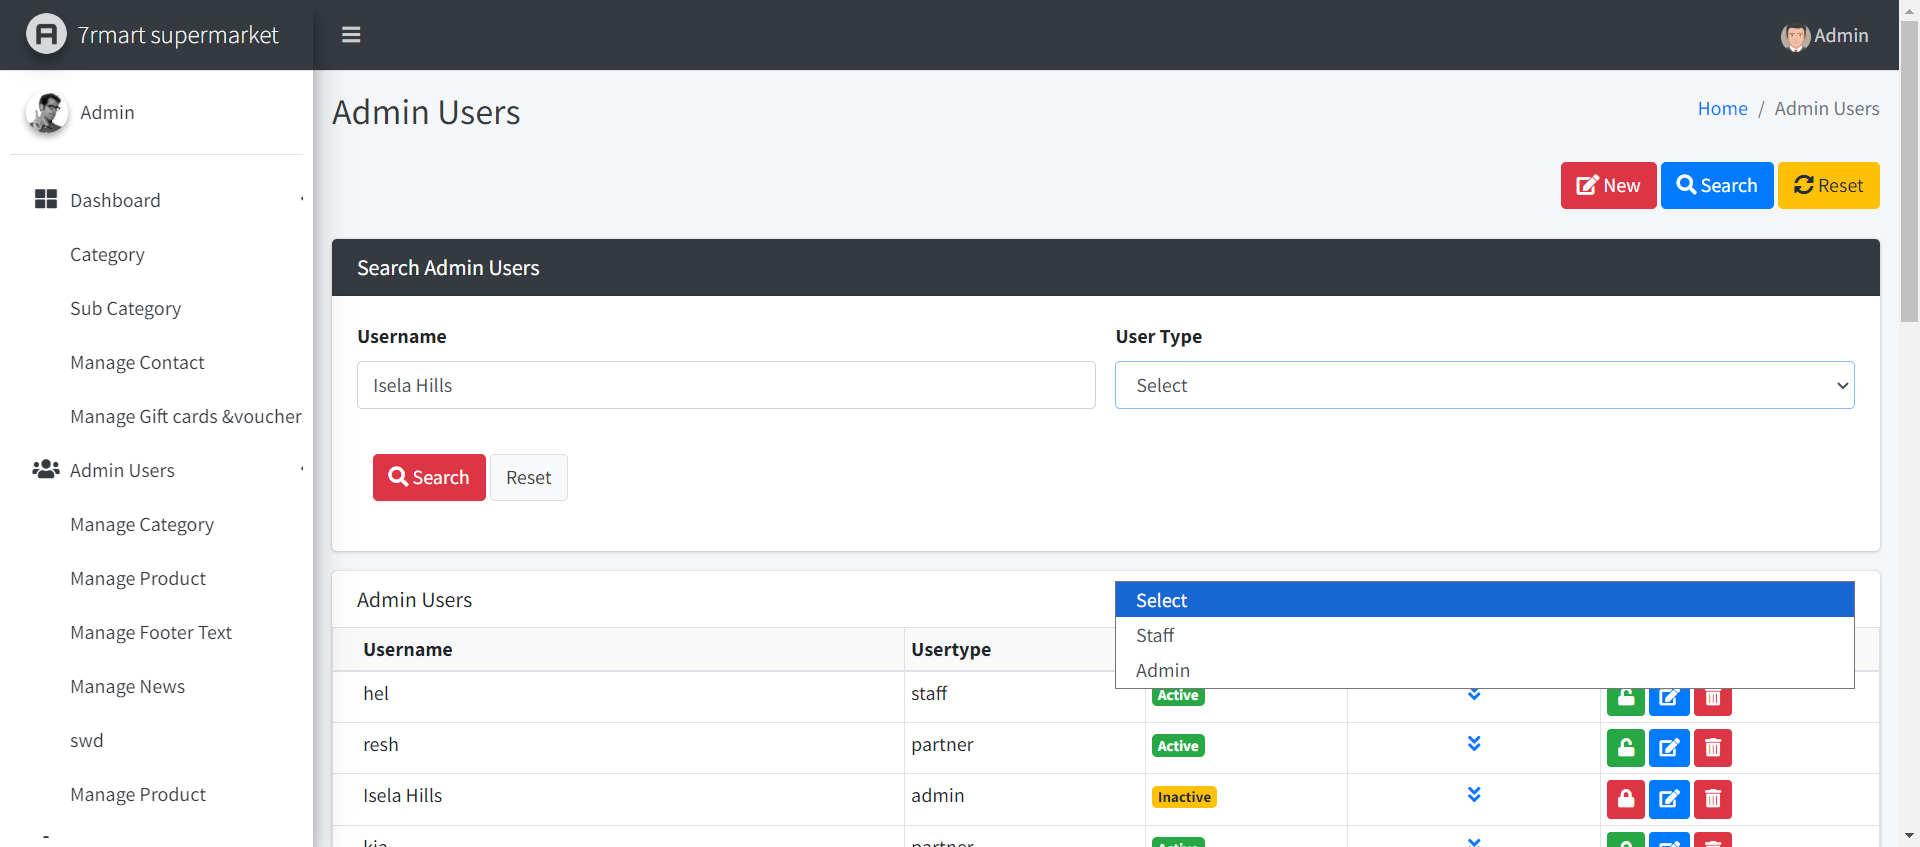 7rmart supermarket
Admin
Admin
Admin Users
Home / Admin Users
New
Search
Reset
Dashboard
Category
Sub Category
Manage Contact
Manage Gift cards &voucher
Admin Users
Manage Category
Manage Product
Manage Footer Text
Manage News
swd
Manage Product
Search Admin Users
Username
User Type
Isela Hills
Select
Search
Reset
Admin Users
Select
Staff
Admin
Username Usertype
hel staff Active
resh partner Active
Isela Hills admin Inactive
partner Active